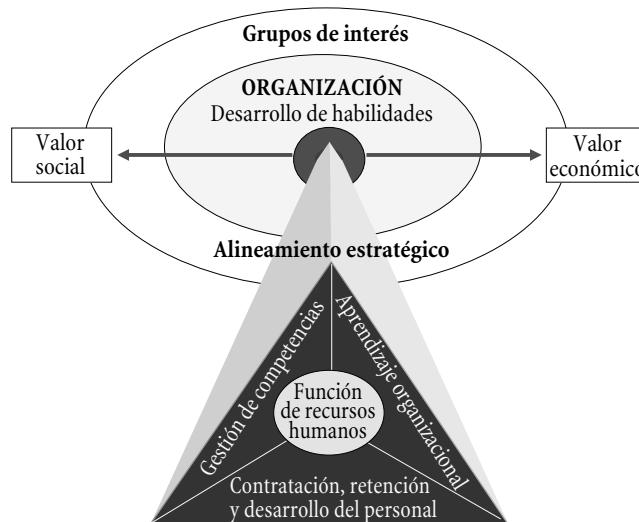 Grupos de interés
ORGANIZACIÓN
Desarrollo de habilidades
Valor
social
Valor
económico
Alineamiento estratégico
Gestión de competencias
Aprendizaje organizacional
Función
de recursos
humanos
Contratación, retención
y desarrollo del personal